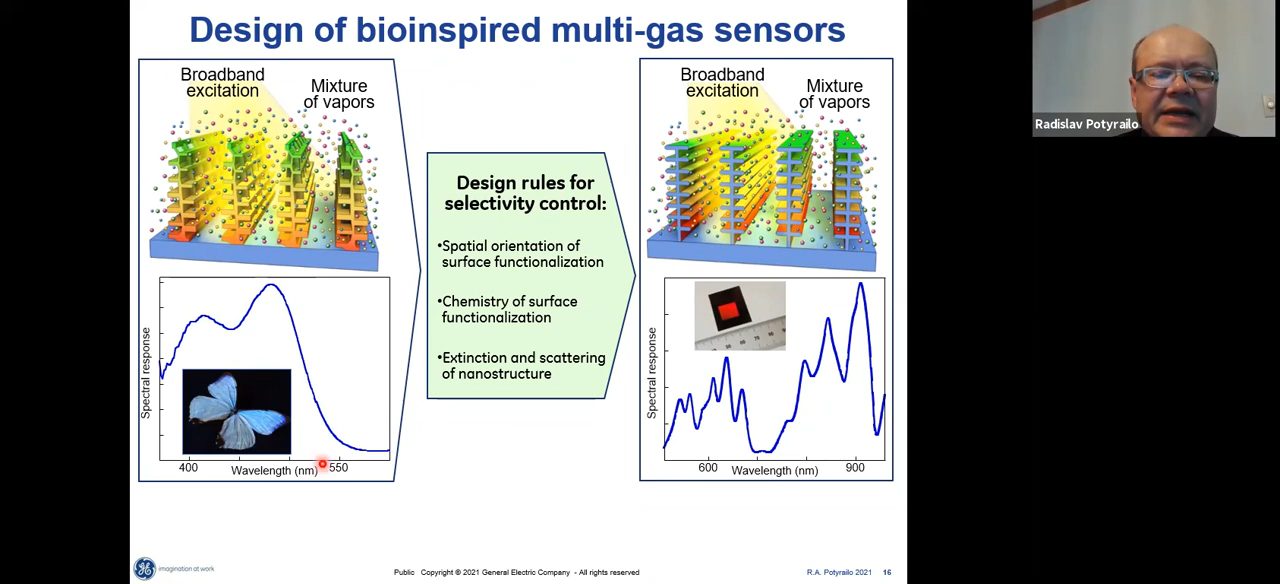 Design of bioinspired multi-gas sensors
Broadband
excitation
Mixture
of vapors
Spectral response
400
550
Wavelength (nm)
Design rules for
selectivity control:
•Spatial orientation of
surface functionalization
•Chemistry of surface
functionalization
•Extinction and scattering
of nanostructure
Broadband
excitation
Mixture
of vapors
Spectral response
600
900
Wavelength (nm)
Radislav Potyrailo
imagination at work
Public Copyright © 2021 General Electric Company - All rights reserved
R.A. Potyrailo 2021 16